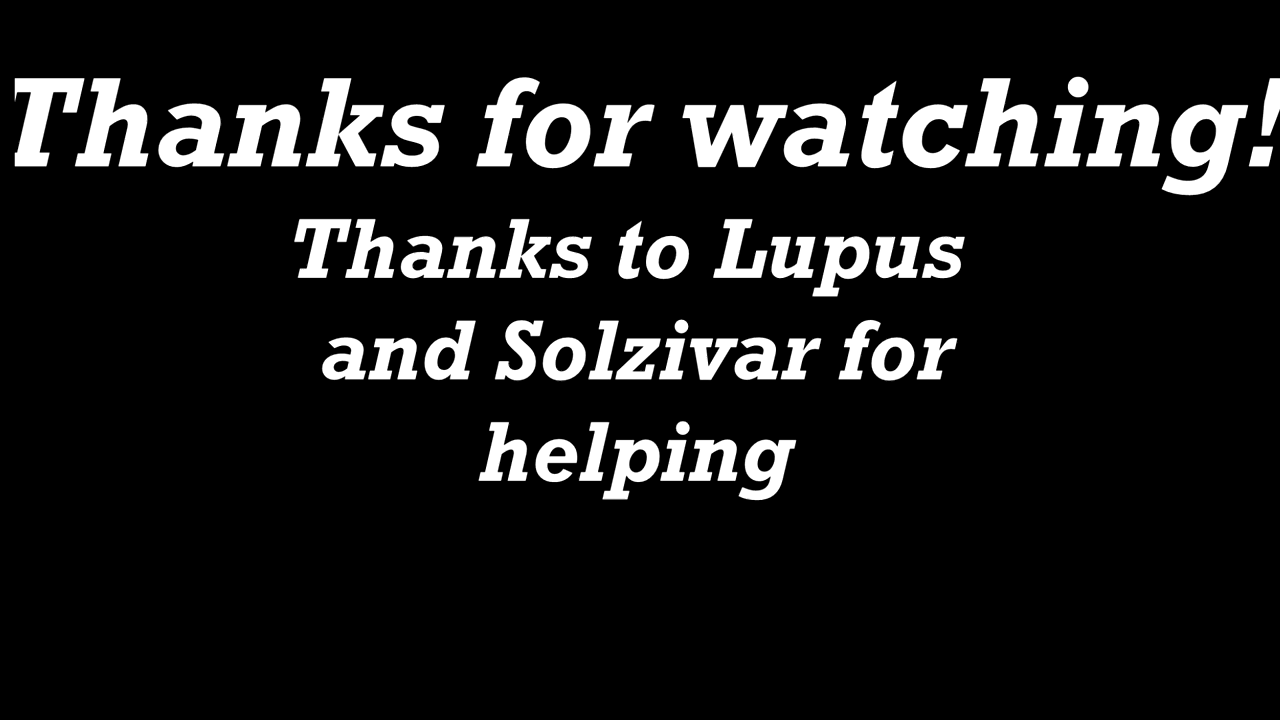 Thanks for watching!
Thanks to Lupus
and Solzivar for
helping